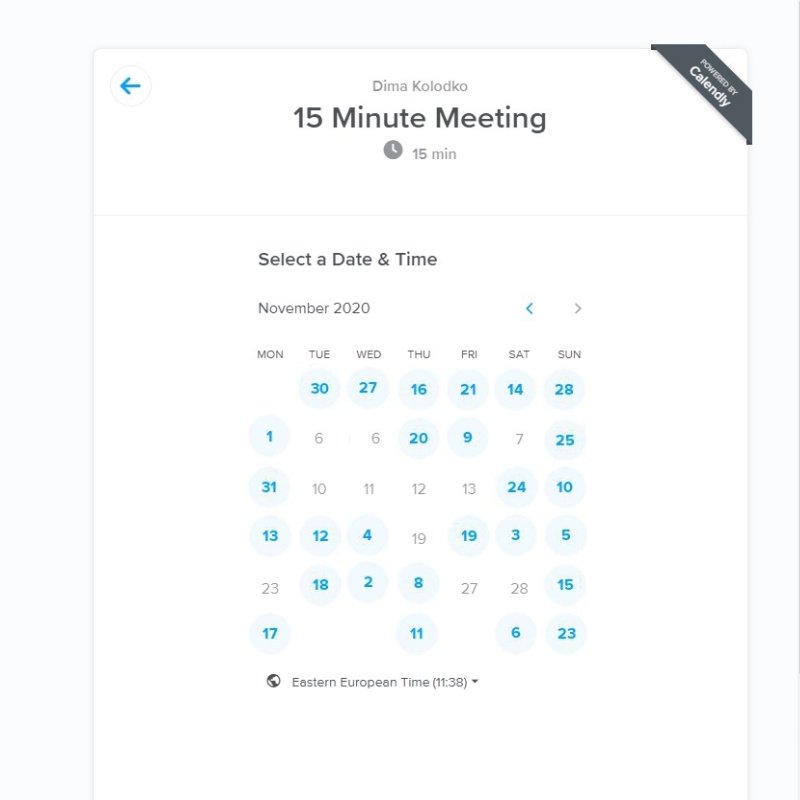 POWERED BY
Calendly
Dima Kolodko
15 Minute Meeting
15 min
Select a Date & Time
November 2020
MON TUE WED THU FRI SAT SUN
30 27 16 21 14 28
1 6 6 20 9 7 25
31 10 11 12 13 24 10
13 12 4 19 19 3 5
23 18 2 8 27 28 15
17 11 6 23
Eastern European Time (11:38)